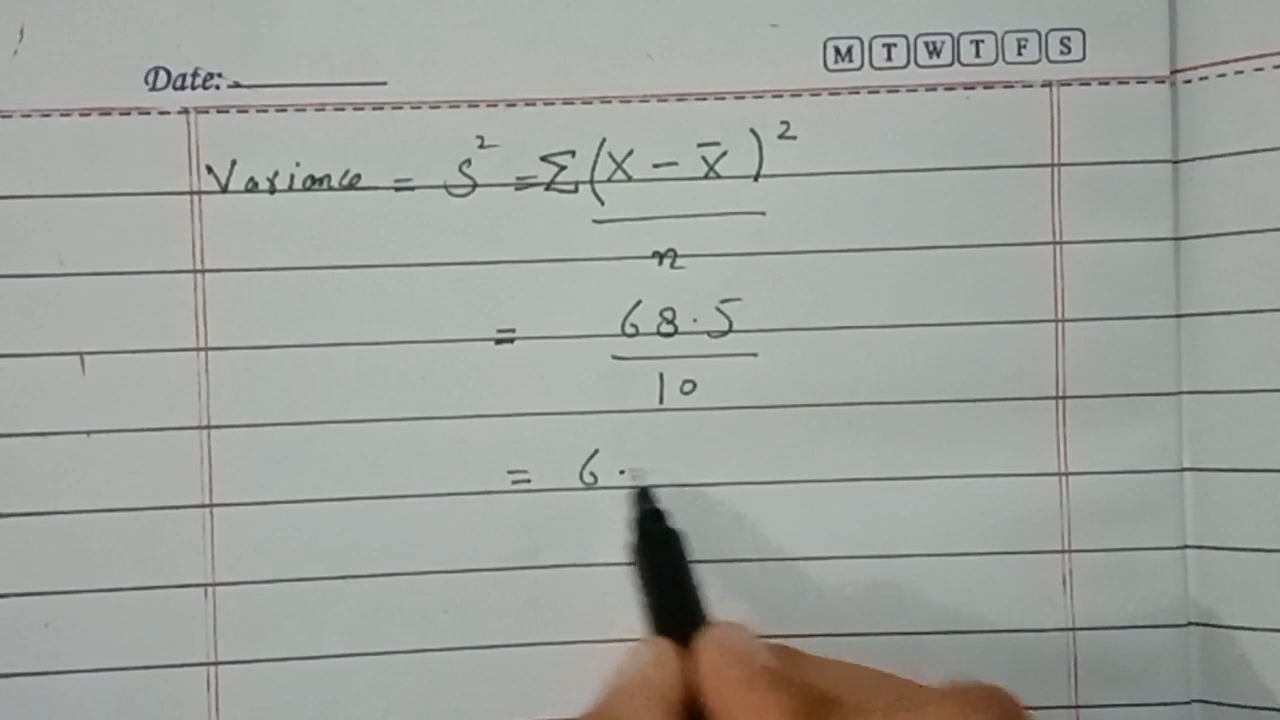 Date:
M T W T F S
Variance = S² = Σ(X - x̄)²
n
= 68.5
10
= 6.